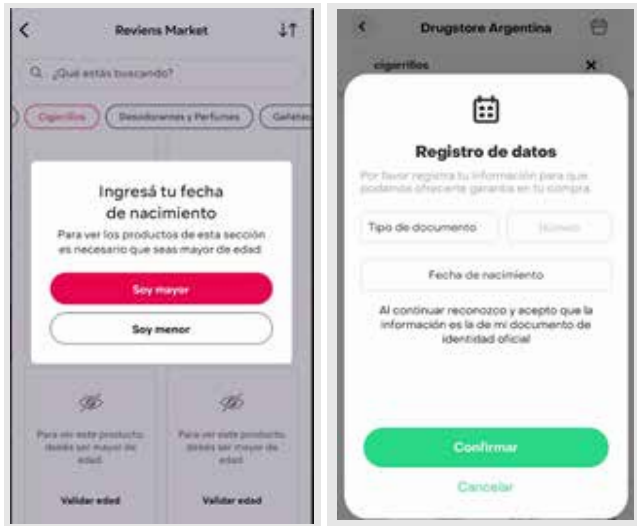 Reviens Market
¿Qué estás buscando?
Cigarrillos
Desodorantes y Perfumes
Ingresá tu fecha
de nacimiento
Para ver los productos de esta sección
es necesario que seas mayor de edad
Soy mayor
Soy menor
Para ver este producto
debés ser mayor de
edad
Validar edad
Para ver este producto
debés ser mayor de
edad
Validar edad
Drugstore Argentina
cigarrillos
Registro de datos
Por favor registra tu información para que
podamos ofrecerte garantía en tu compra
Tipo de documento
Número
Fecha de nacimiento
Al continuar reconozco y acepto que la
información es la de mi documento de
identidad oficial
Confirmar
Cancelar